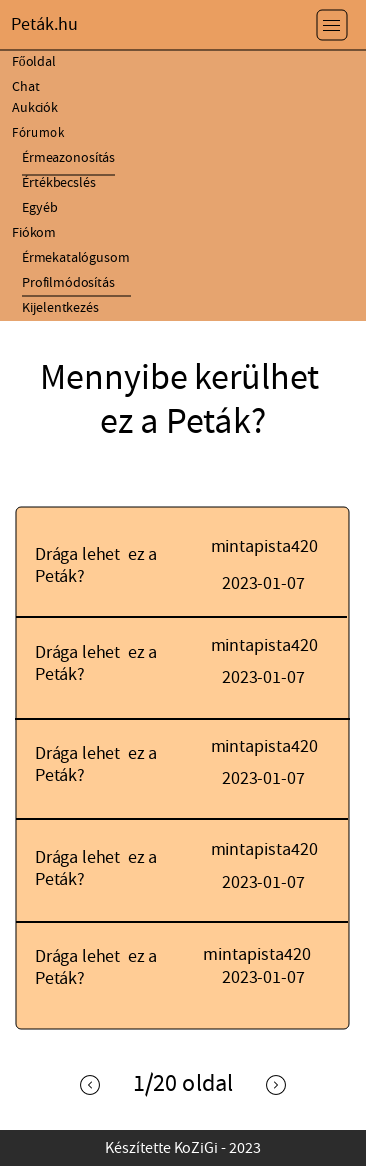 Peták.hu
Főoldal
Chat
Aukciók
Fórumok
Érmeazonosítás
Értékbecslés
Egyéb
Fiókom
Érmekatalógusom
Profilmódosítás
Kijelentkezés
Mennyibe kerülhet
ez a Peták?
Drága lehet  ez a
Peták?
mintapista420
2023-01-07
Drága lehet  ez a
Peták?
mintapista420
2023-01-07
Drága lehet  ez a
Peták?
mintapista420
2023-01-07
Drága lehet  ez a
Peták?
mintapista420
2023-01-07
Drága lehet  ez a
Peták?
mintapista420
2023-01-07
1/20 oldal
Készítette KoZiGi - 2023